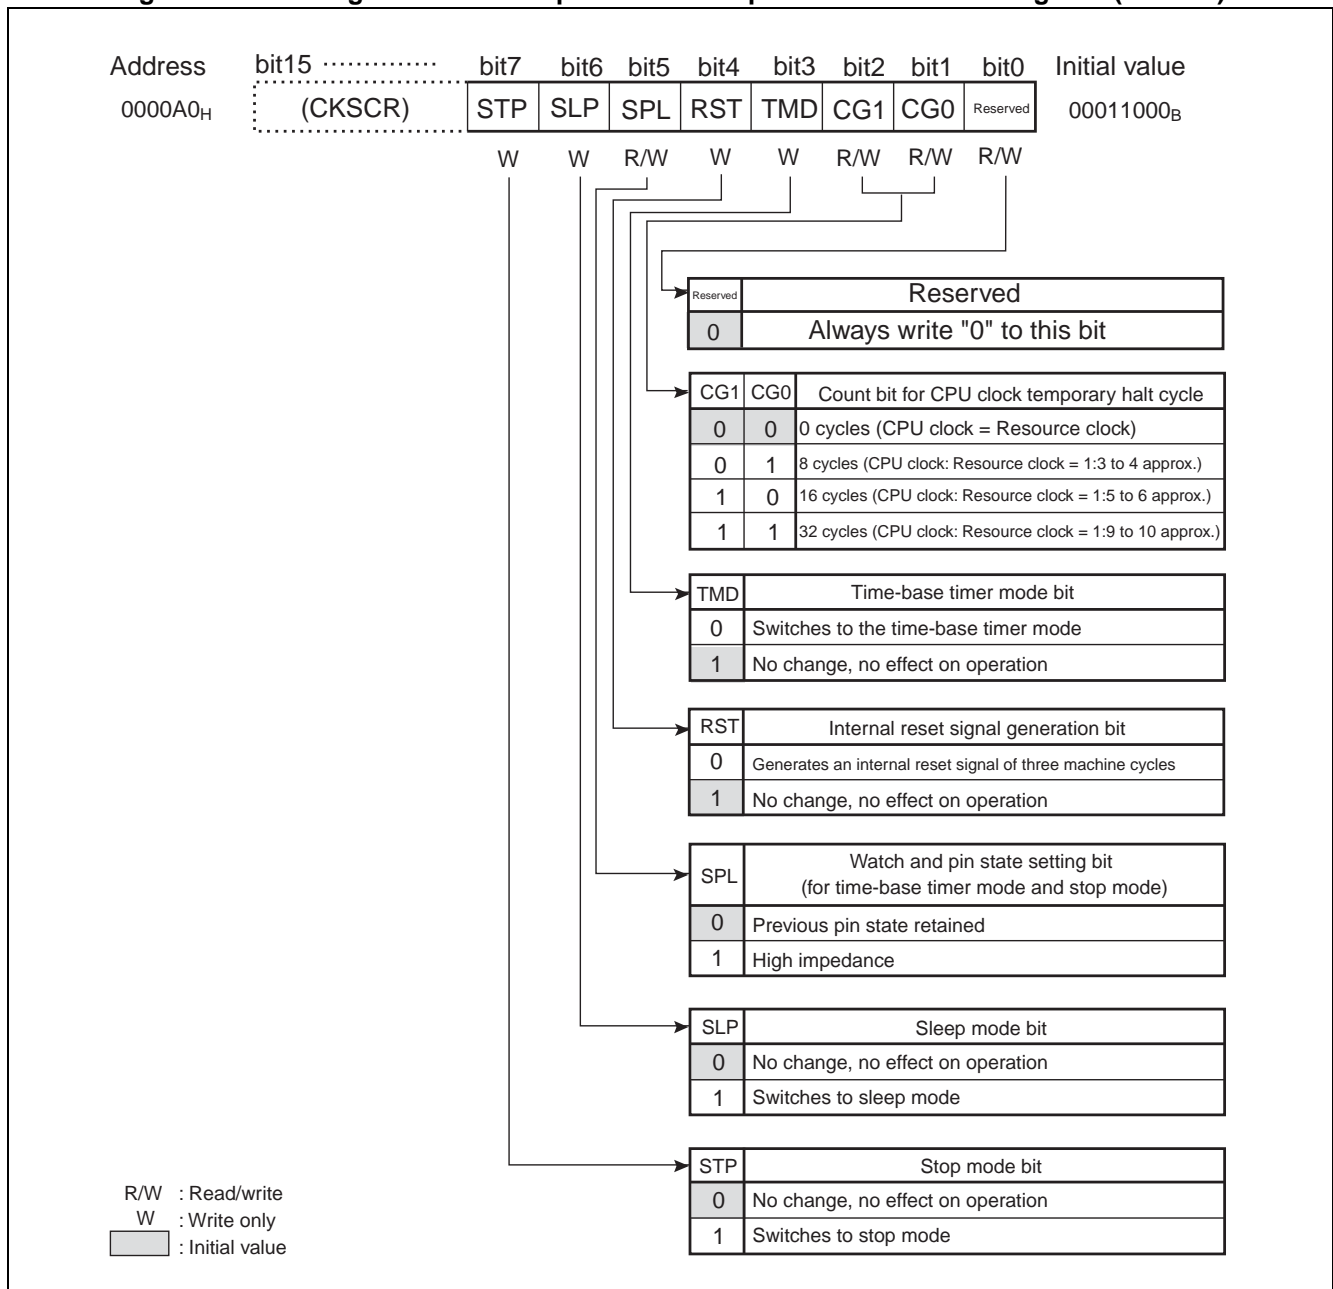 Address bit15 ·············· bit7 bit6 bit5 bit4 bit3 bit2 bit1 bit0 Initial value
0000A0H (CKSCR) STP SLP SPL RST TMD CG1 CG0 Reserved 00011000B
W W R/W W W R/W R/W R/W
Reserved Reserved
0 Always write "0" to this bit
CG1 CG0 Count bit for CPU clock temporary halt cycle
0 0 0 cycles (CPU clock = Resource clock)
0 1 8 cycles (CPU clock: Resource clock = 1:3 to 4 approx.)
1 0 16 cycles (CPU clock: Resource clock = 1:5 to 6 approx.)
1 1 32 cycles (CPU clock: Resource clock = 1:9 to 10 approx.)
TMD Time-base timer mode bit
0 Switches to the time-base timer mode
1 No change, no effect on operation
RST Internal reset signal generation bit
0 Generates an internal reset signal of three machine cycles
1 No change, no effect on operation
SPL Watch and pin state setting bit
(for time-base timer mode and stop mode)
0 Previous pin state retained
1 High impedance
SLP Sleep mode bit
0 No change, no effect on operation
1 Switches to sleep mode
STP Stop mode bit
0 No change, no effect on operation
1 Switches to stop mode
R/W : Read/write
W : Write only
: Initial value